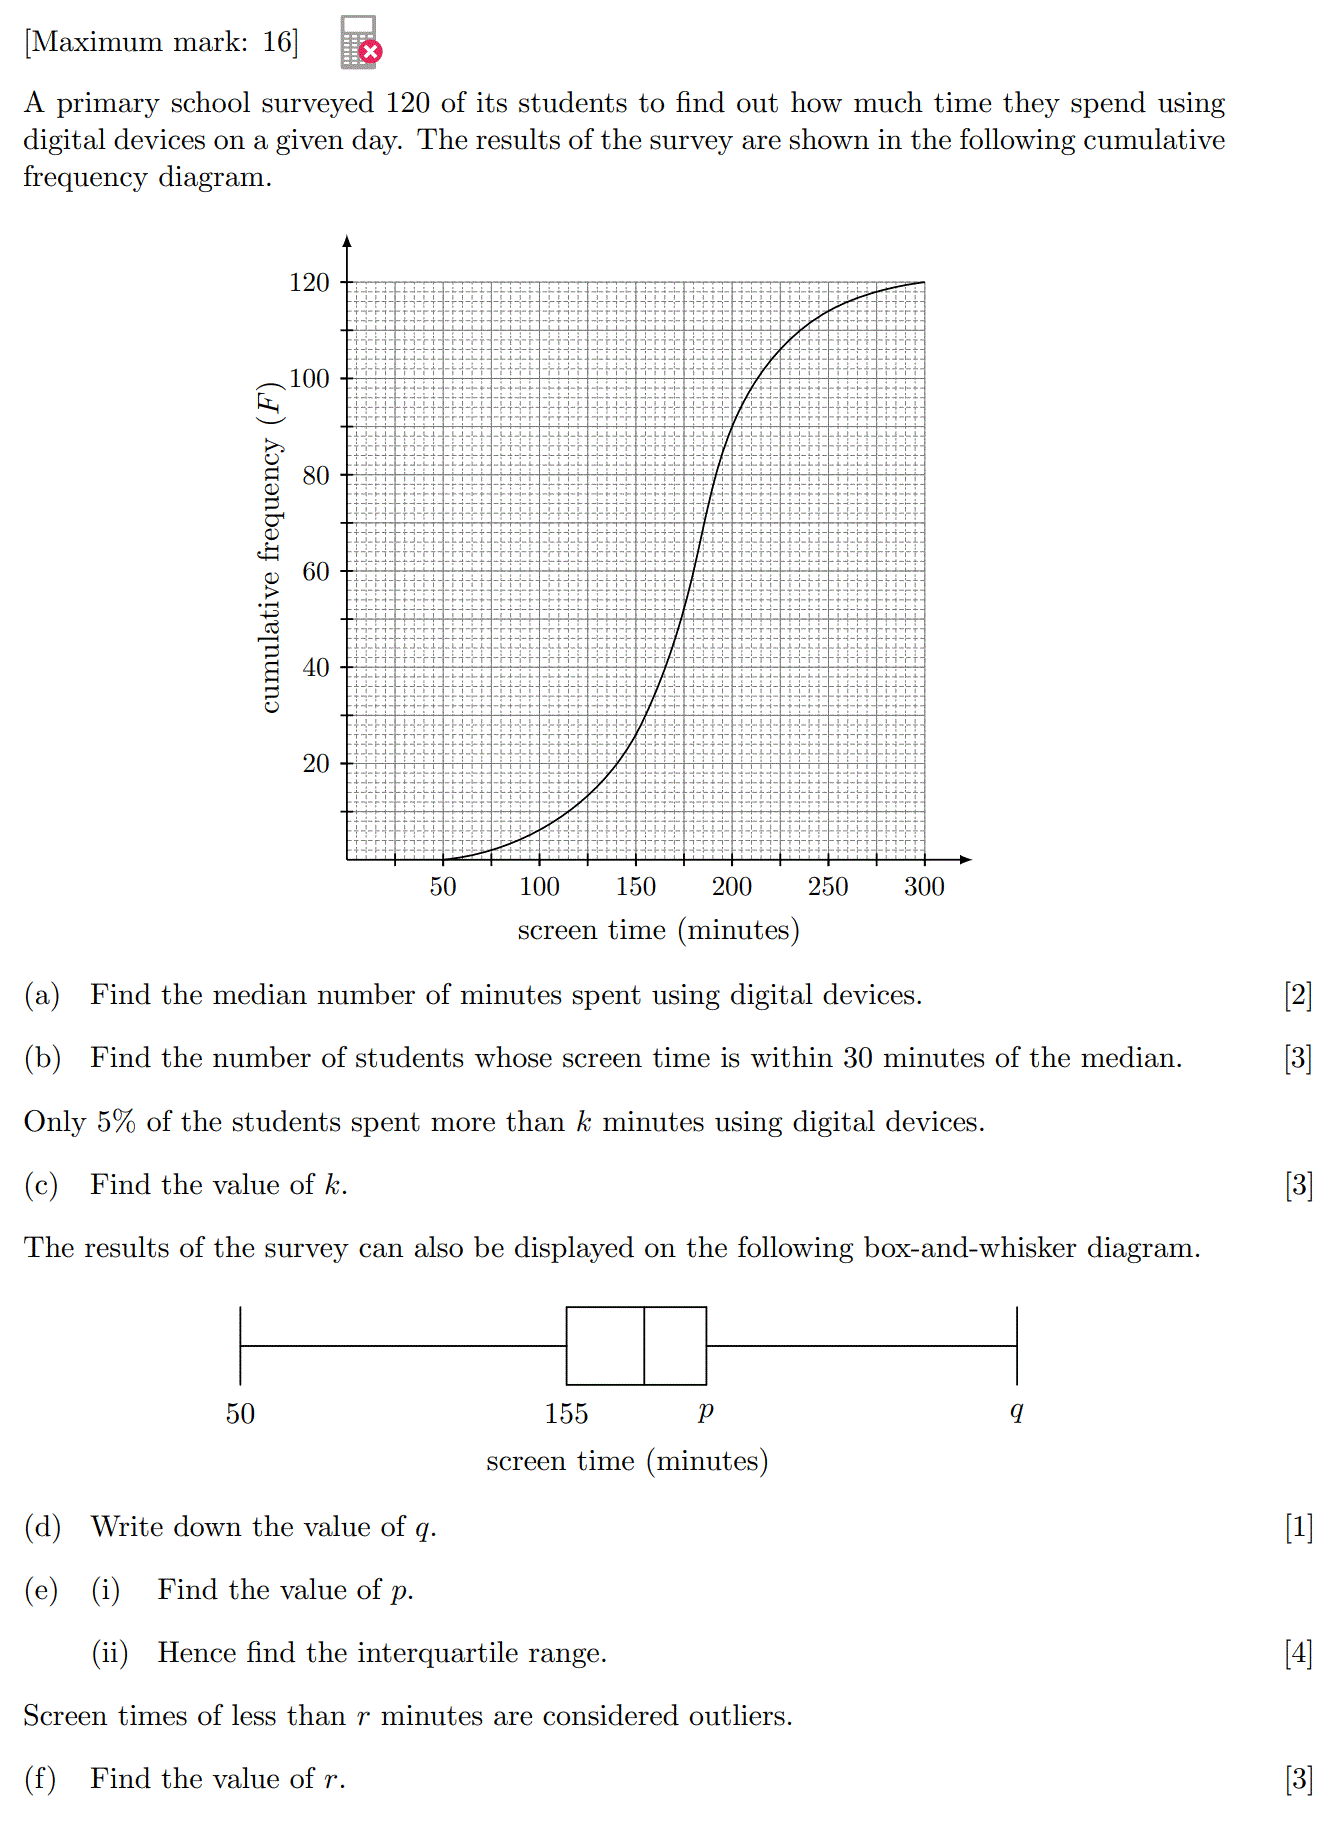 [Maximum mark: 16]
A primary school surveyed 120 of its students to find out how much time they spend using
digital devices on a given day. The results of the survey are shown in the following cumulative
frequency diagram.
cumulative frequency (F)
120
100
80
60
40
20
50 100 150 200 250 300
screen time (minutes)
(a) Find the median number of minutes spent using digital devices. [2]
(b) Find the number of students whose screen time is within 30 minutes of the median. [3]
Only 5% of the students spent more than k minutes using digital devices.
(c) Find the value of k. [3]
The results of the survey can also be displayed on the following box-and-whisker diagram.
50 155 p q
screen time (minutes)
(d) Write down the value of q. [1]
(e) (i) Find the value of p.
(ii) Hence find the interquartile range. [4]
Screen times of less than r minutes are considered outliers.
(f) Find the value of r. [3]